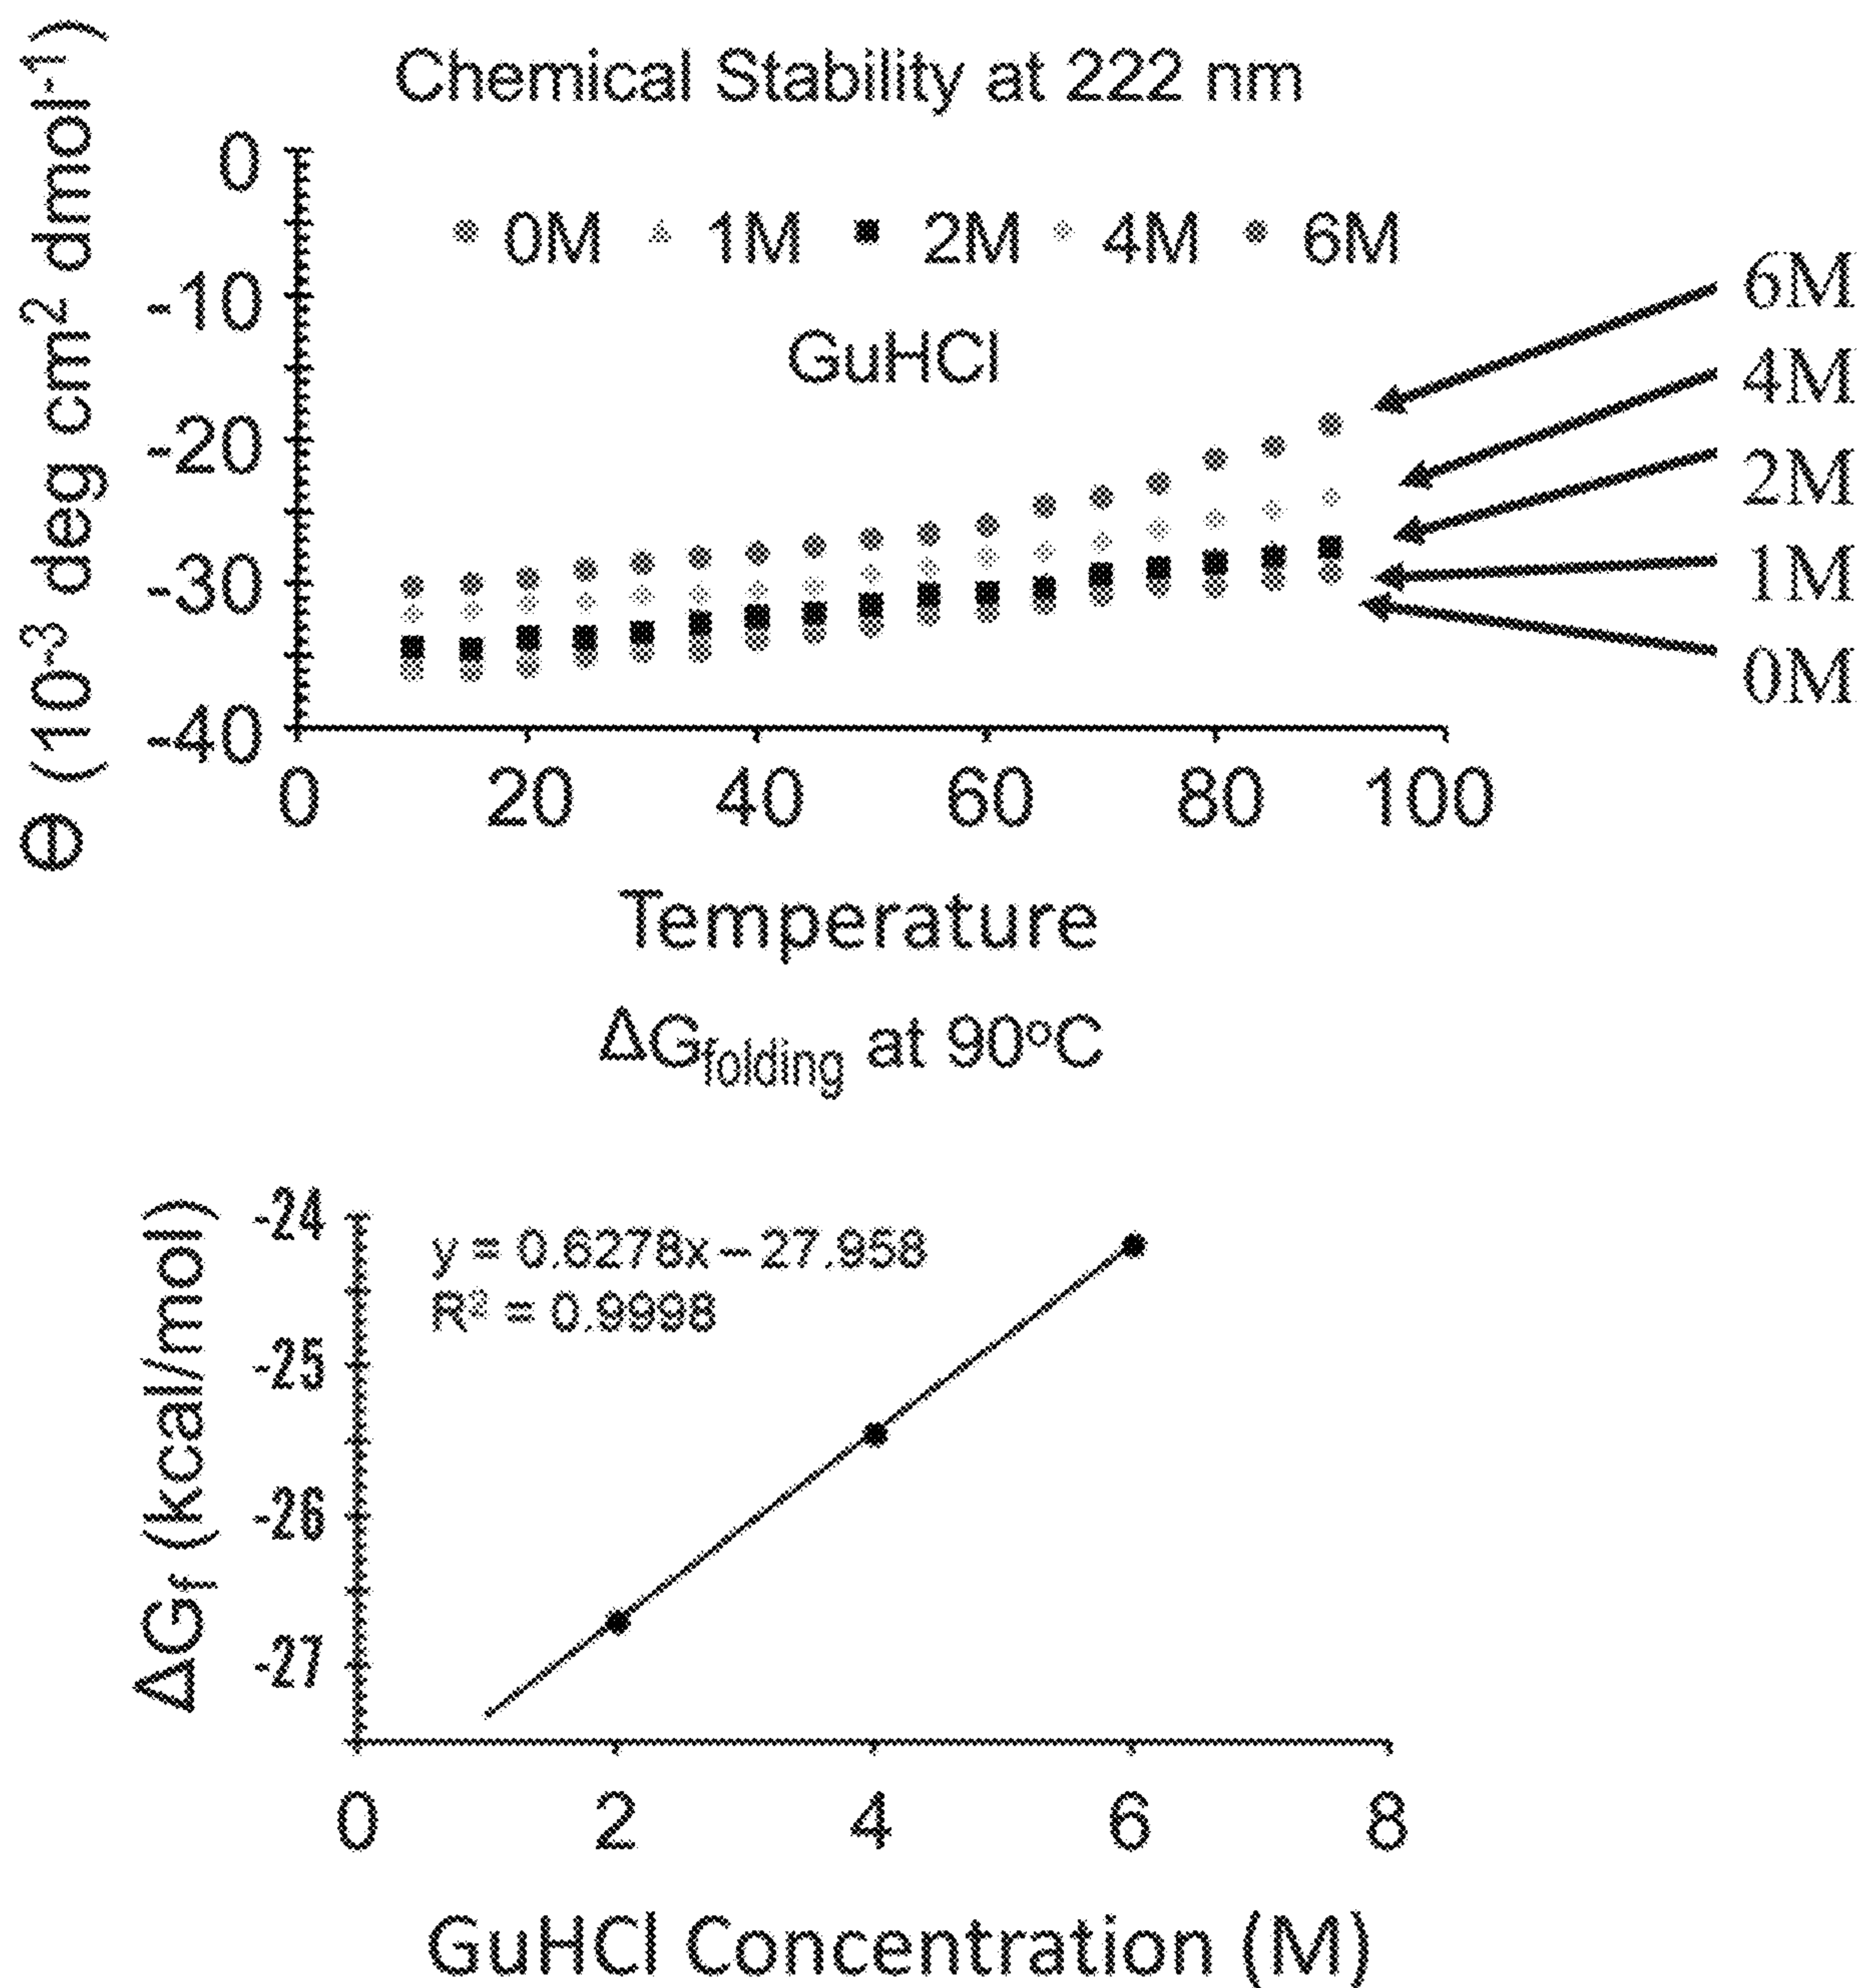 Chemical Stability at 222 nm
ϴ (10⁻³ deg cm² dmol⁻¹)
0
0M 1M 2M 4M 6M
-10
GuHCl
-20
-30
-40
6M
4M
2M
1M
0M
0 20 40 60 80 100
Temperature
ΔGfolding at 90°C
ΔGf (kcal/mol)
-24
y = 0.6278x – 27.958
R² = 0.9998
-25
-26
-27
0 2 4 6 8
GuHCl Concentration (M)